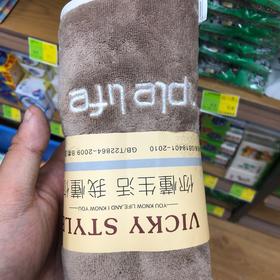 VICKY STYLE
你懂生活 我懂你
YOU KNOW LIFE AND I KNOW YOU
GB/T22864-2009
18401-2010
ple life